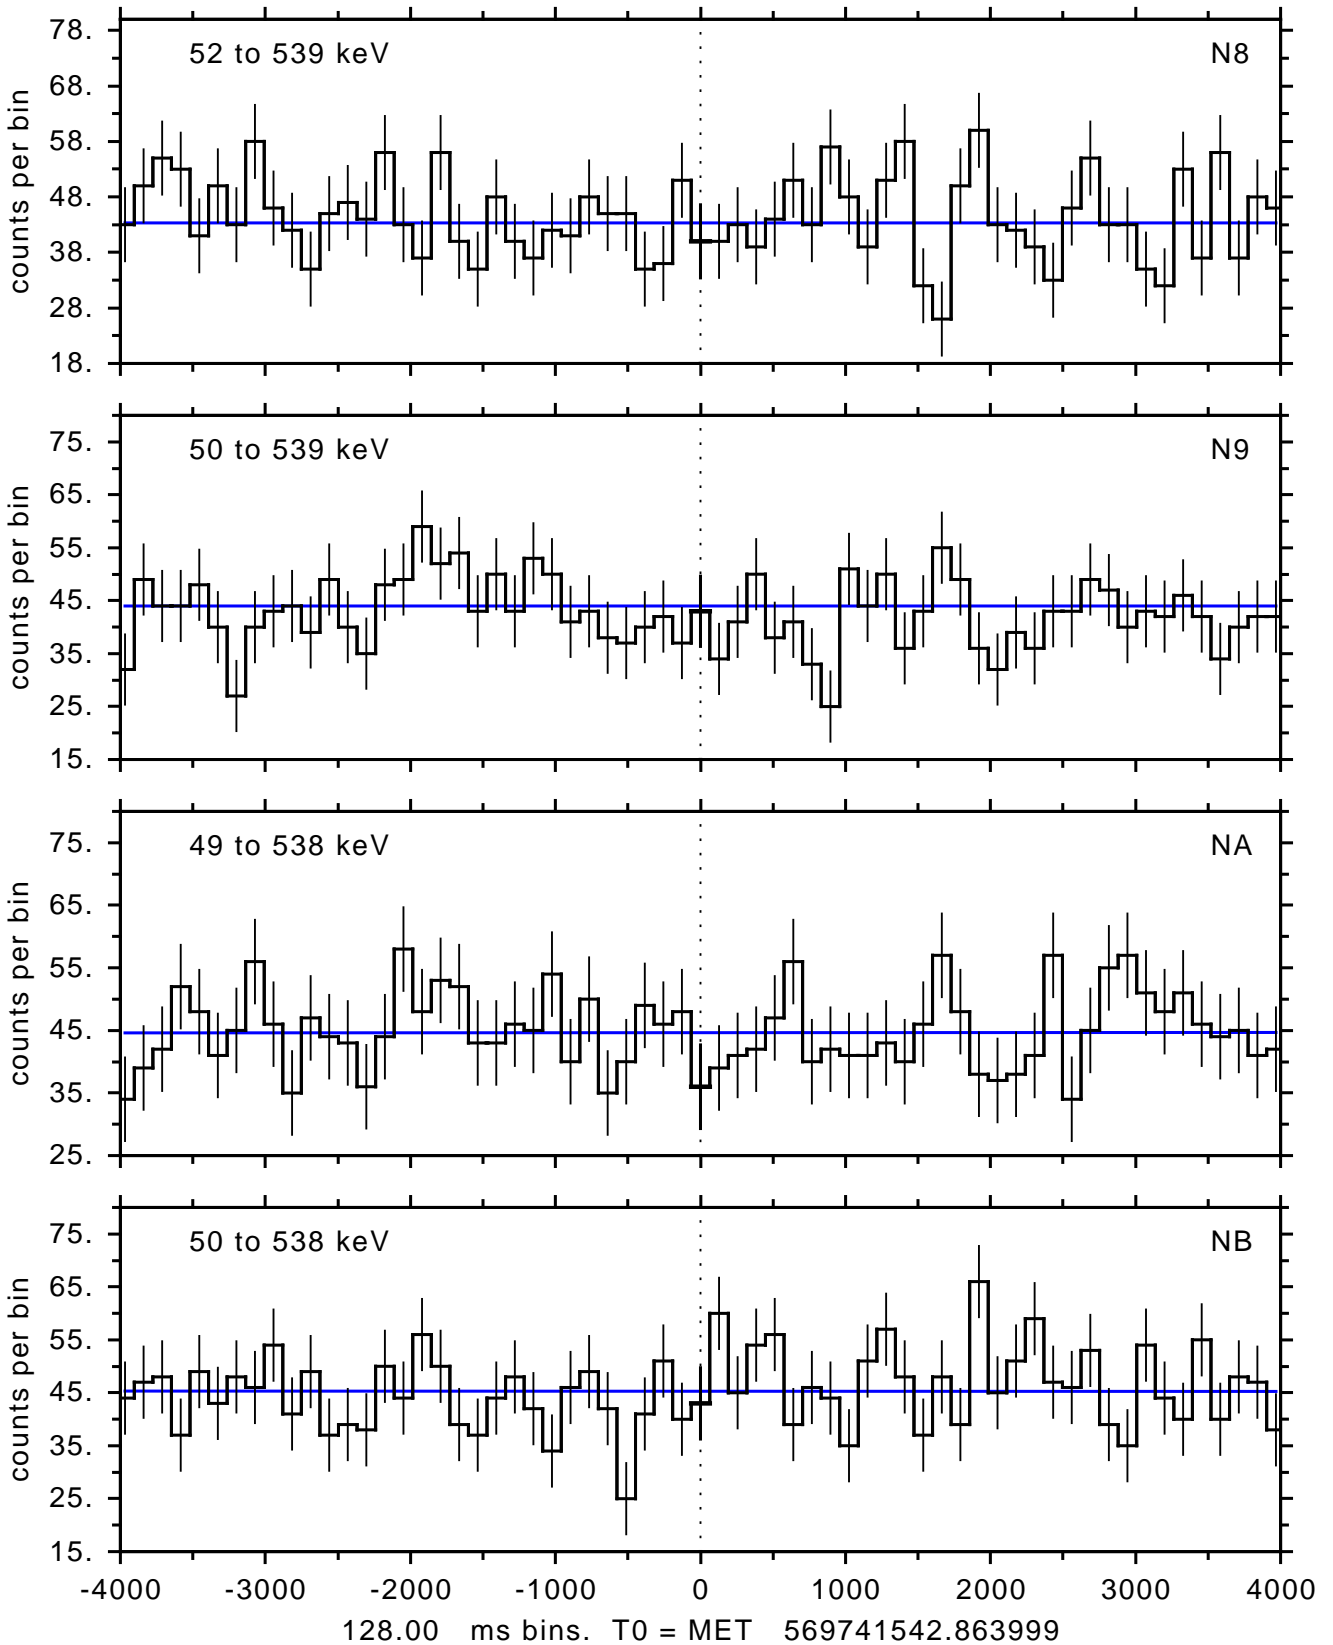 52 to 539 keV N8
78.
68.
58.
48.
38.
28.
18.
counts per bin
50 to 539 keV N9
75.
65.
55.
45.
35.
25.
15.
counts per bin
49 to 538 keV NA
75.
65.
55.
45.
35.
25.
counts per bin
50 to 538 keV NB
75.
65.
55.
45.
35.
25.
15.
counts per bin
-4000 -3000 -2000 -1000 0 1000 2000 3000 4000
128.00 ms bins. T0 = MET 569741542.863999